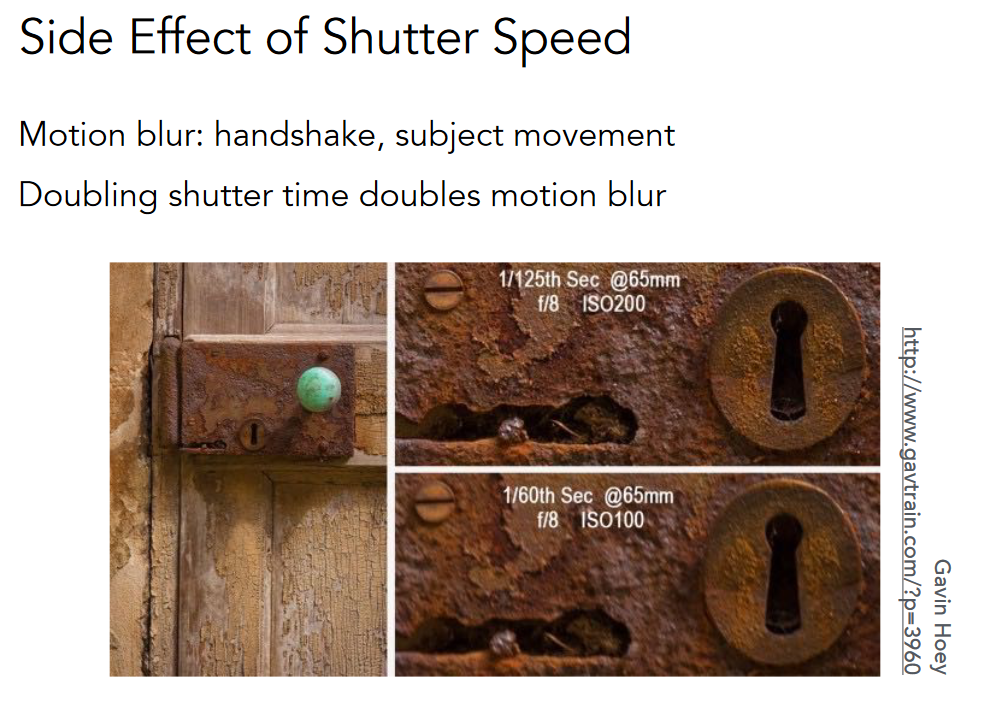 Side Effect of Shutter Speed
Motion blur: handshake, subject movement
Doubling shutter time doubles motion blur
1/125th Sec @65mm
f/8 ISO200
1/60th Sec @65mm
f/8 ISO100
Gavin Hoey
http://www.gavtrain.com/?p=3960